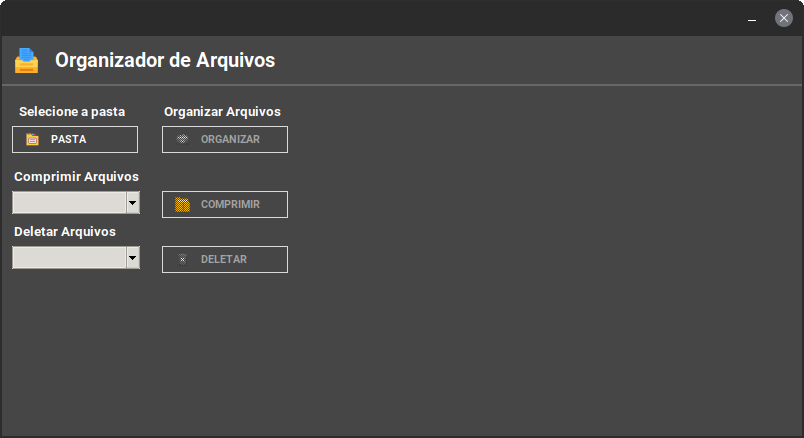 Organizador de Arquivos
Selecione a pasta
Organizar Arquivos
PASTA
ORGANIZAR
Comprimir Arquivos
COMPRIMIR
Deletar Arquivos
DELETAR